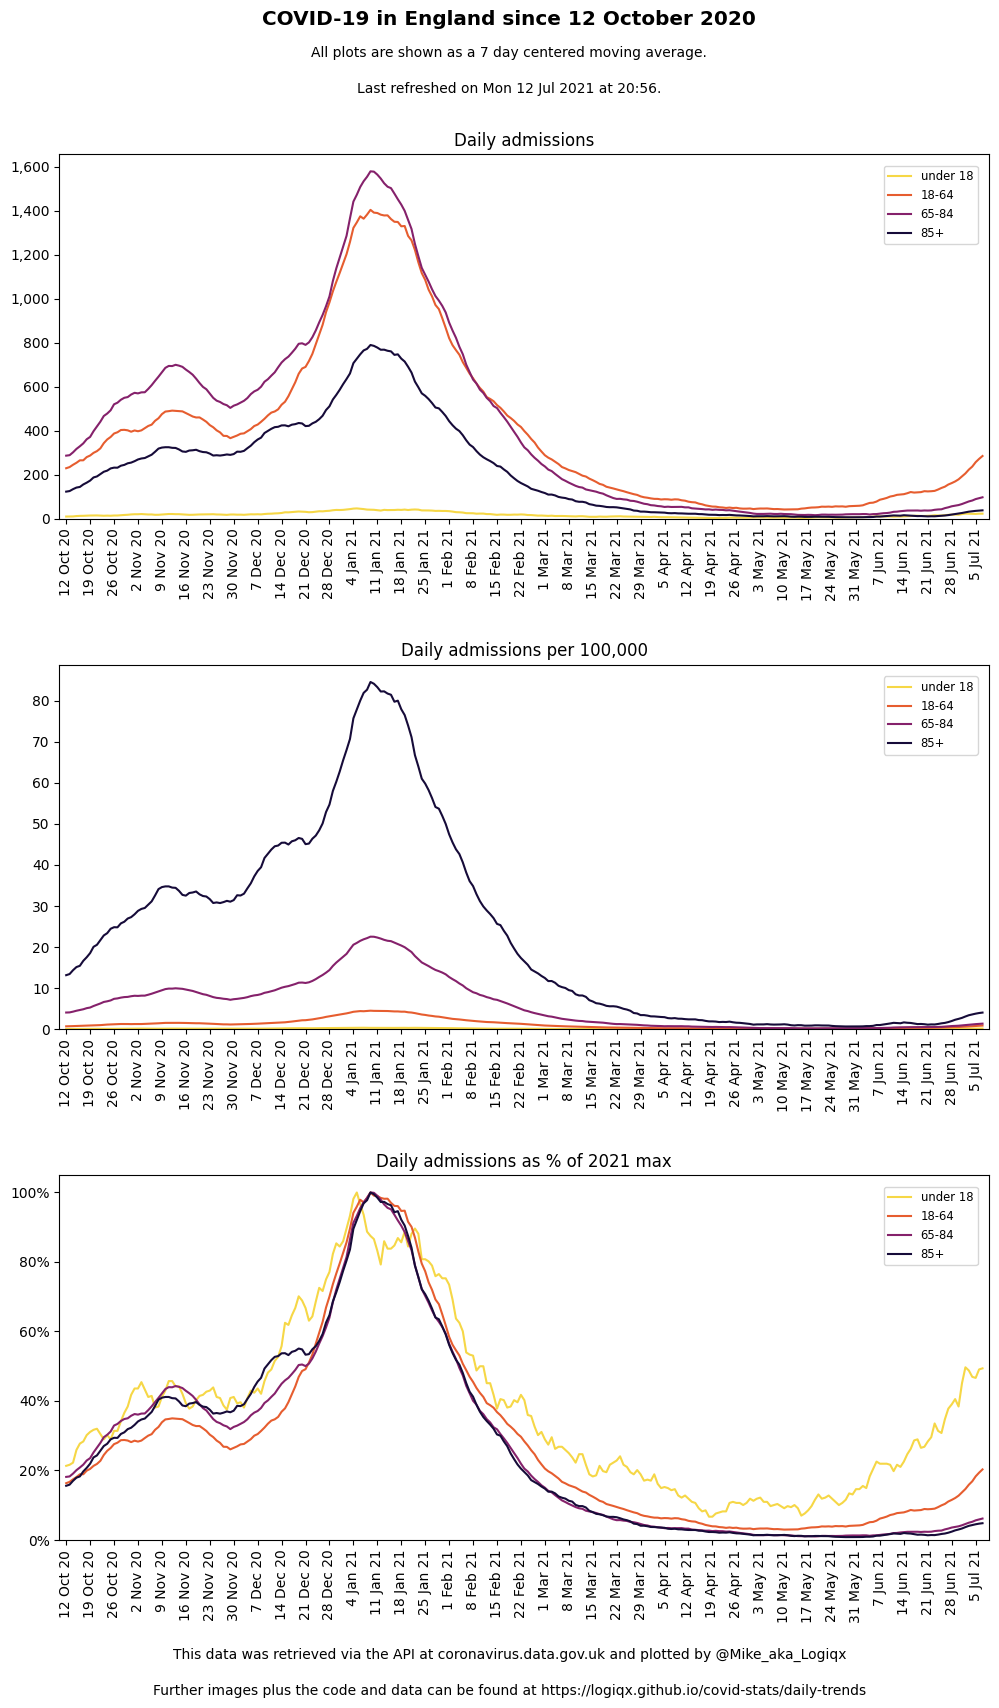 COVID-19 in England since 12 October 2020
All plots are shown as a 7 day centered moving average.
Last refreshed on Mon 12 Jul 2021 at 20:56.
Daily admissions
1,600
1,400
1,200
1,000
800
600
400
200
0
under 18
18-64
65-84
85+
12 Oct 20
19 Oct 20
26 Oct 20
2 Nov 20
9 Nov 20
16 Nov 20
23 Nov 20
30 Nov 20
7 Dec 20
14 Dec 20
21 Dec 20
28 Dec 20
4 Jan 21
11 Jan 21
18 Jan 21
25 Jan 21
1 Feb 21
8 Feb 21
15 Feb 21
22 Feb 21
1 Mar 21
8 Mar 21
15 Mar 21
22 Mar 21
29 Mar 21
5 Apr 21
12 Apr 21
19 Apr 21
26 Apr 21
3 May 21
10 May 21
17 May 21
24 May 21
31 May 21
7 Jun 21
14 Jun 21
21 Jun 21
28 Jun 21
5 Jul 21
Daily admissions per 100,000
80
70
60
50
40
30
20
10
0
under 18
18-64
65-84
85+
12 Oct 20
19 Oct 20
26 Oct 20
2 Nov 20
9 Nov 20
16 Nov 20
23 Nov 20
30 Nov 20
7 Dec 20
14 Dec 20
21 Dec 20
28 Dec 20
4 Jan 21
11 Jan 21
18 Jan 21
25 Jan 21
1 Feb 21
8 Feb 21
15 Feb 21
22 Feb 21
1 Mar 21
8 Mar 21
15 Mar 21
22 Mar 21
29 Mar 21
5 Apr 21
12 Apr 21
19 Apr 21
26 Apr 21
3 May 21
10 May 21
17 May 21
24 May 21
31 May 21
7 Jun 21
14 Jun 21
21 Jun 21
28 Jun 21
5 Jul 21
Daily admissions as % of 2021 max
100%
80%
60%
40%
20%
0%
under 18
18-64
65-84
85+
12 Oct 20
19 Oct 20
26 Oct 20
2 Nov 20
9 Nov 20
16 Nov 20
23 Nov 20
30 Nov 20
7 Dec 20
14 Dec 20
21 Dec 20
28 Dec 20
4 Jan 21
11 Jan 21
18 Jan 21
25 Jan 21
1 Feb 21
8 Feb 21
15 Feb 21
22 Feb 21
1 Mar 21
8 Mar 21
15 Mar 21
22 Mar 21
29 Mar 21
5 Apr 21
12 Apr 21
19 Apr 21
26 Apr 21
3 May 21
10 May 21
17 May 21
24 May 21
31 May 21
7 Jun 21
14 Jun 21
21 Jun 21
28 Jun 21
5 Jul 21
This data was retrieved via the API at coronavirus.data.gov.uk and plotted by @Mike_aka_Logiqx
Further images plus the code and data can be found at https://logiqx.github.io/covid-stats/daily-trends